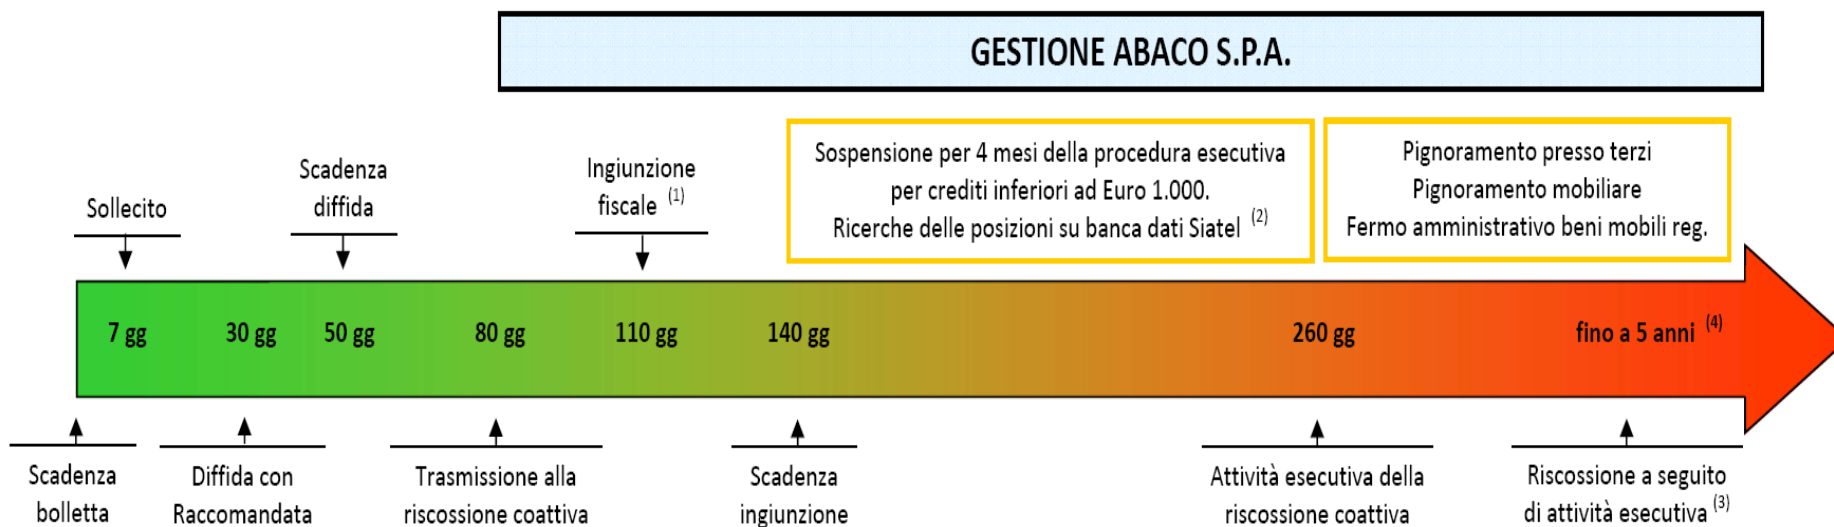 GESTIONE ABACO S.P.A.
Sollecito
Scadenza
diffida
Ingiunzione
fiscale (1)
Sospensione per 4 mesi della procedura esecutiva
per crediti inferiori ad Euro 1.000.
Ricerche delle posizioni su banca dati Siatel (2)
Pignoramento presso terzi
Pignoramento mobiliare
Fermo amministrativo beni mobili reg.
7 gg
30 gg
50 gg
80 gg
110 gg
140 gg
260 gg
fino a 5 anni (4)
Scadenza
bolletta
Diffida con
Raccomandata
Trasmissione alla
riscossione coattiva
Scadenza
ingiunzione
Attività esecutiva della
riscossione coattiva
Riscossione a seguito
di attività esecutiva (3)